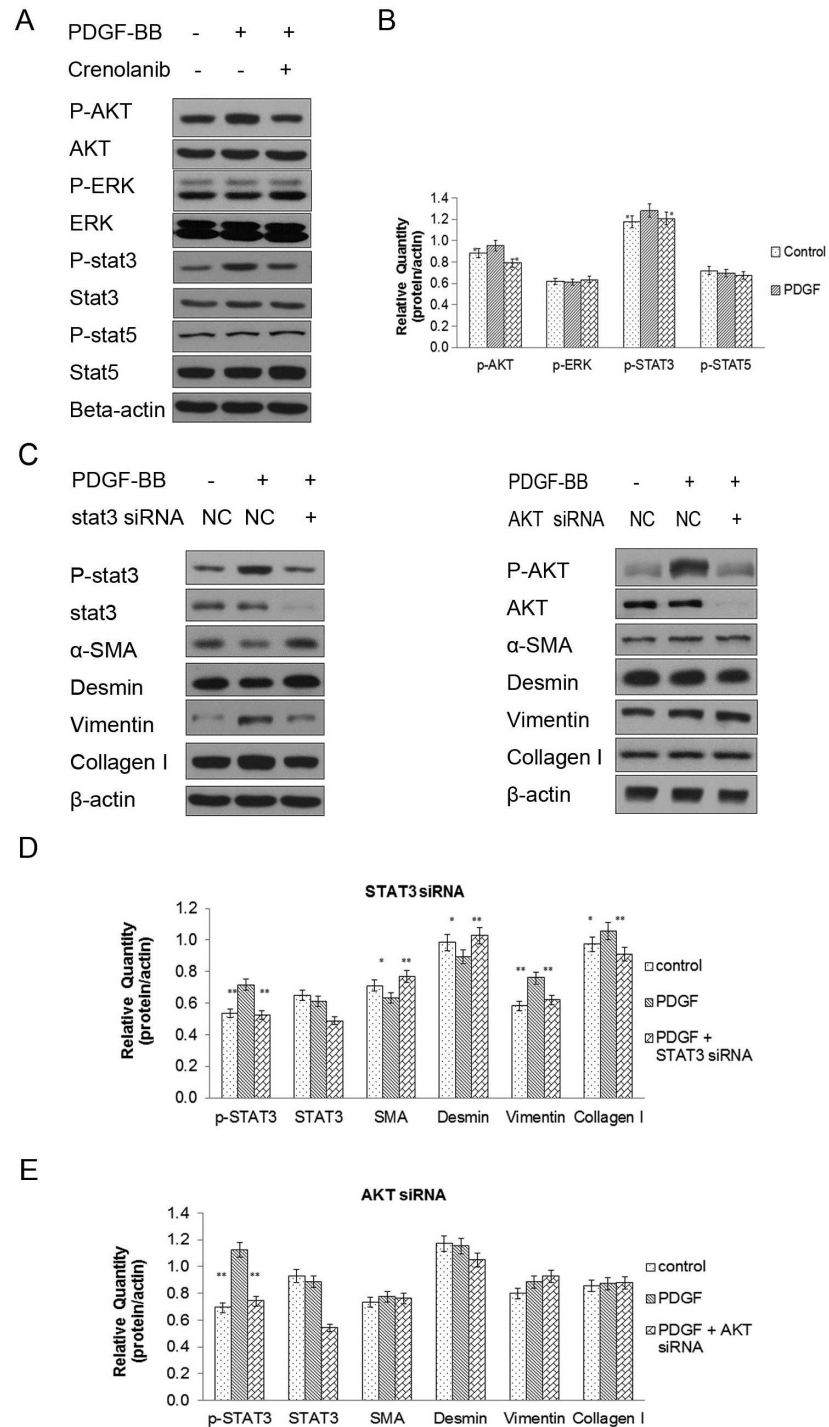 A
PDGF-BB - + +
Crenolanib - - +
P-AKT
AKT
P-ERK
ERK
P-stat3
Stat3
P-stat5
Stat5
Beta-actin
B
Relative Quantity
(protein/actin)
1.4
1.2
1.0
0.8
0.6
0.4
0.2
0.0
* ** ** *
p-AKT p-ERK p-STAT3 p-STAT5
Control
PDGF
C
PDGF-BB - + +
stat3 siRNA NC NC +
P-stat3
stat3
α-SMA
Desmin
Vimentin
Collagen I
β-actin
PDGF-BB - + +
AKT siRNA NC NC +
P-AKT
AKT
α-SMA
Desmin
Vimentin
Collagen I
β-actin
D
STAT3 siRNA
Relative Quantity
(protein/actin)
1.2
1.0
0.8
0.6
0.4
0.2
0.0
** ** * ** * ** ** ** * **
p-STAT3 STAT3 SMA Desmin Vimentin Collagen I
control
PDGF
PDGF +
STAT3 siRNA
E
AKT siRNA
Relative Quantity
(protein/actin)
1.4
1.2
1.0
0.8
0.6
0.4
0.2
0.0
** **
p-STAT3 STAT3 SMA Desmin Vimentin Collagen I
control
PDGF
PDGF + AKT
siRNA